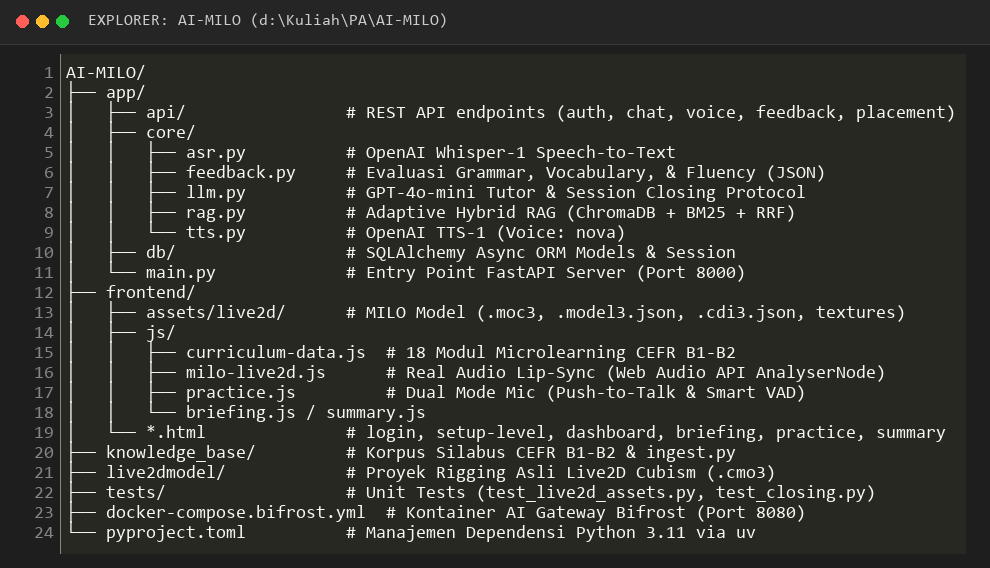 EXPLORER: AI-MILO (d:\Kuliah\PA\AI-MILO)
1 AI-MILO/
2 ├── app/
3 │   ├── api/                # REST API endpoints (auth, chat, voice, feedback, placement)
4 │   ├── core/
5 │   │   ├── asr.py          # OpenAI Whisper-1 Speech-to-Text
6 │   │   ├── feedback.py     # Evaluasi Grammar, Vocabulary, & Fluency (JSON)
7 │   │   ├── llm.py          # GPT-4o-mini Tutor & Session Closing Protocol
8 │   │   ├── rag.py          # Adaptive Hybrid RAG (ChromaDB + BM25 + RRF)
9 │   │   └── tts.py          # OpenAI TTS-1 (Voice: nova)
10 │   ├── db/                 # SQLAlchemy Async ORM Models & Session
11 │   └── main.py             # Entry Point FastAPI Server (Port 8000)
12 ├── frontend/
13 │   ├── assets/live2d/      # MILO Model (.moc3, .model3.json, .cdi3.json, textures)
14 │   ├── js/
15 │   │   ├── curriculum-data.js  # 18 Modul Microlearning CEFR B1-B2
16 │   │   ├── milo-live2d.js      # Real Audio Lip-Sync (Web Audio API AnalyserNode)
17 │   │   ├── practice.js         # Dual Mode Mic (Push-to-Talk & Smart VAD)
18 │   │   └── briefing.js / summary.js
19 │   └── *.html              # login, setup-level, dashboard, briefing, practice, summary
20 ├── knowledge_base/         # Korpus Silabus CEFR B1-B2 & ingest.py
21 ├── live2dmodel/            # Proyek Rigging Asli Live2D Cubism (.cmo3)
22 ├── tests/                  # Unit Tests (test_live2d_assets.py, test_closing.py)
23 ├── docker-compose.bifrost.yml  # Kontainer AI Gateway Bifrost (Port 8080)
24 └── pyproject.toml          # Manajemen Dependensi Python 3.11 via uv